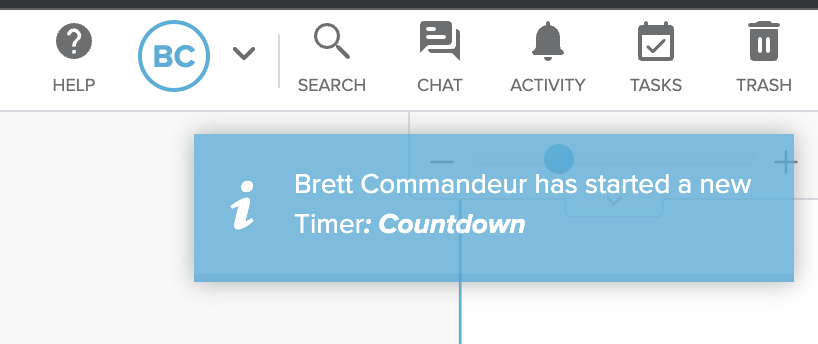 BC
HELP
SEARCH
CHAT
ACTIVITY
TASKS
TRASH
Brett Commandeur has started a new
Timer: Countdown